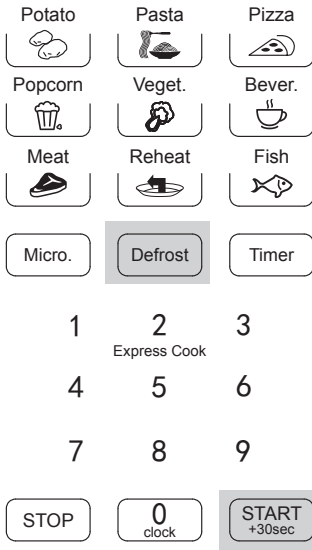 Potato Pasta Pizza
Popcorn Veget. Bever.
Meat Reheat Fish
Micro. Defrost Timer
1 2 3
Express Cook
4 5 6
7 8 9
STOP 0 START
clock +30sec